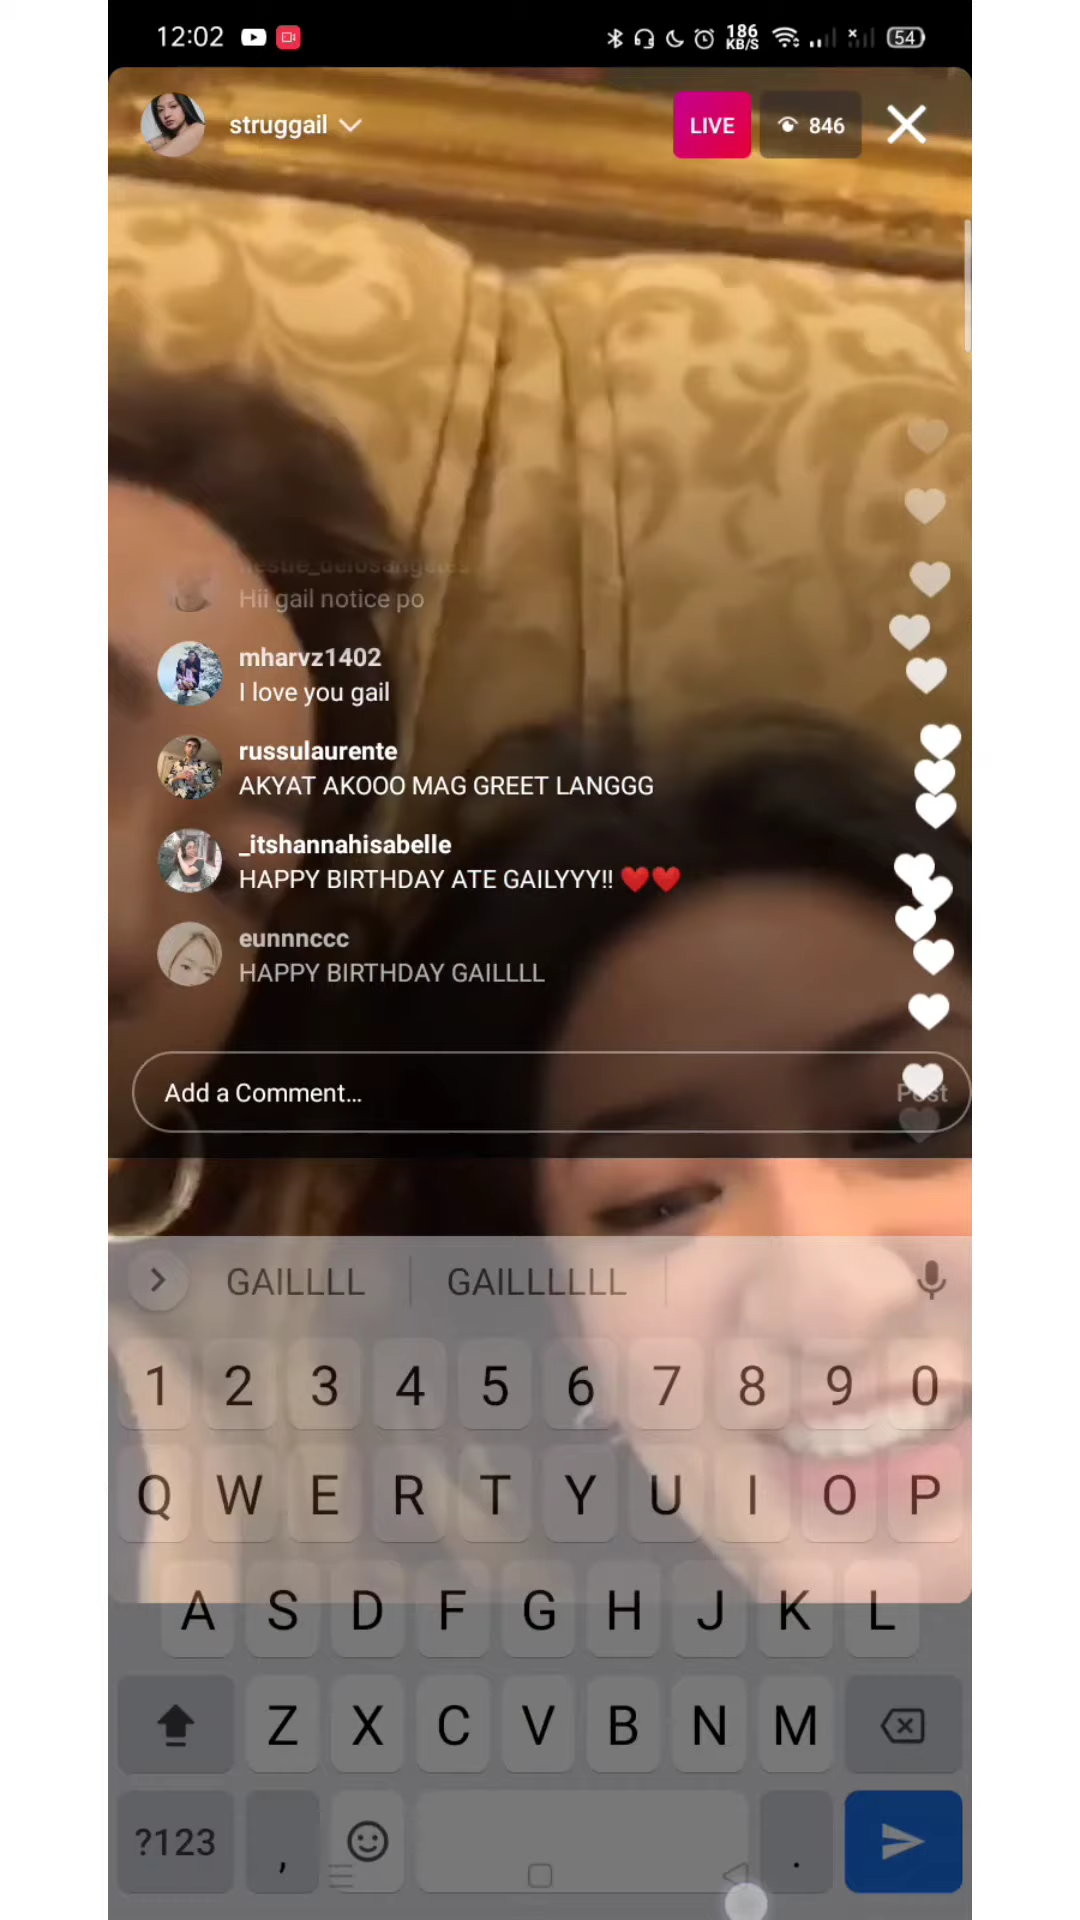 12:02
186
KB/S
54
struggail
LIVE
846
Hii gail notice po
mharvz1402
I love you gail
russulaurente
AKYAT AKOOO MAG GREET LANGGG
_itshannahisabelle
HAPPY BIRTHDAY ATE GAILYYY!! ❤️❤️
eunnnccc
HAPPY BIRTHDAY GAILLLL
Add a Comment...
Post
GAILLLL GAILLLLLL
1 2 3 4 5 6 7 8 9 0
Q W E R T Y U I O P
A S D F G H J K L
Z X C V B N M
?123 , .